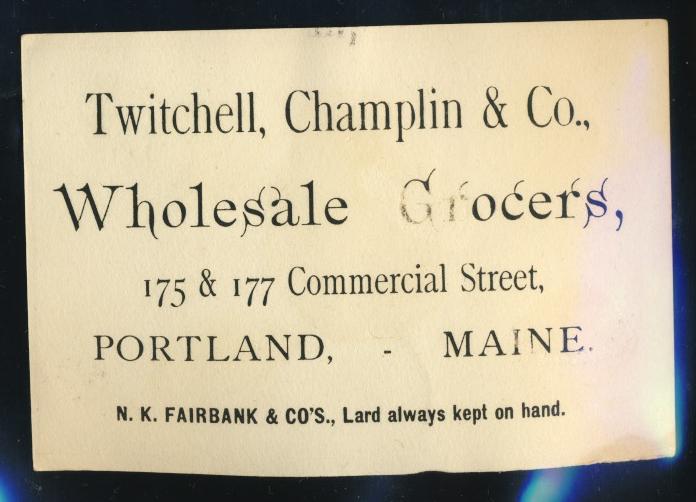 Twitchell, Champlin & Co.,
Wholesale Grocers,
175 & 177 Commercial Street,
PORTLAND, - MAINE.
N. K. FAIRBANK & CO'S., Lard always kept on hand.